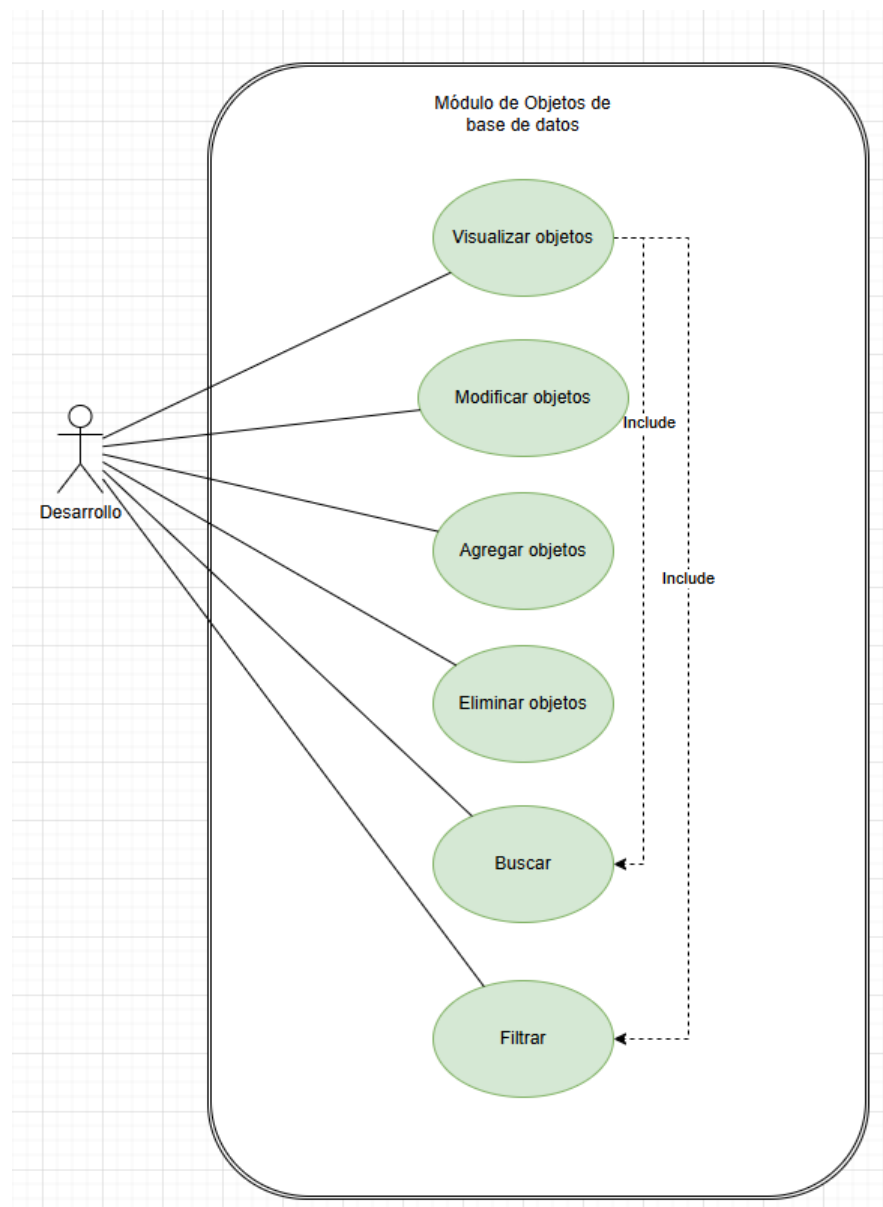 Módulo de Objetos de
base de datos
Visualizar objetos
Modificar objetos
Include
Desarrollo
Agregar objetos
Include
Eliminar objetos
Buscar
Filtrar